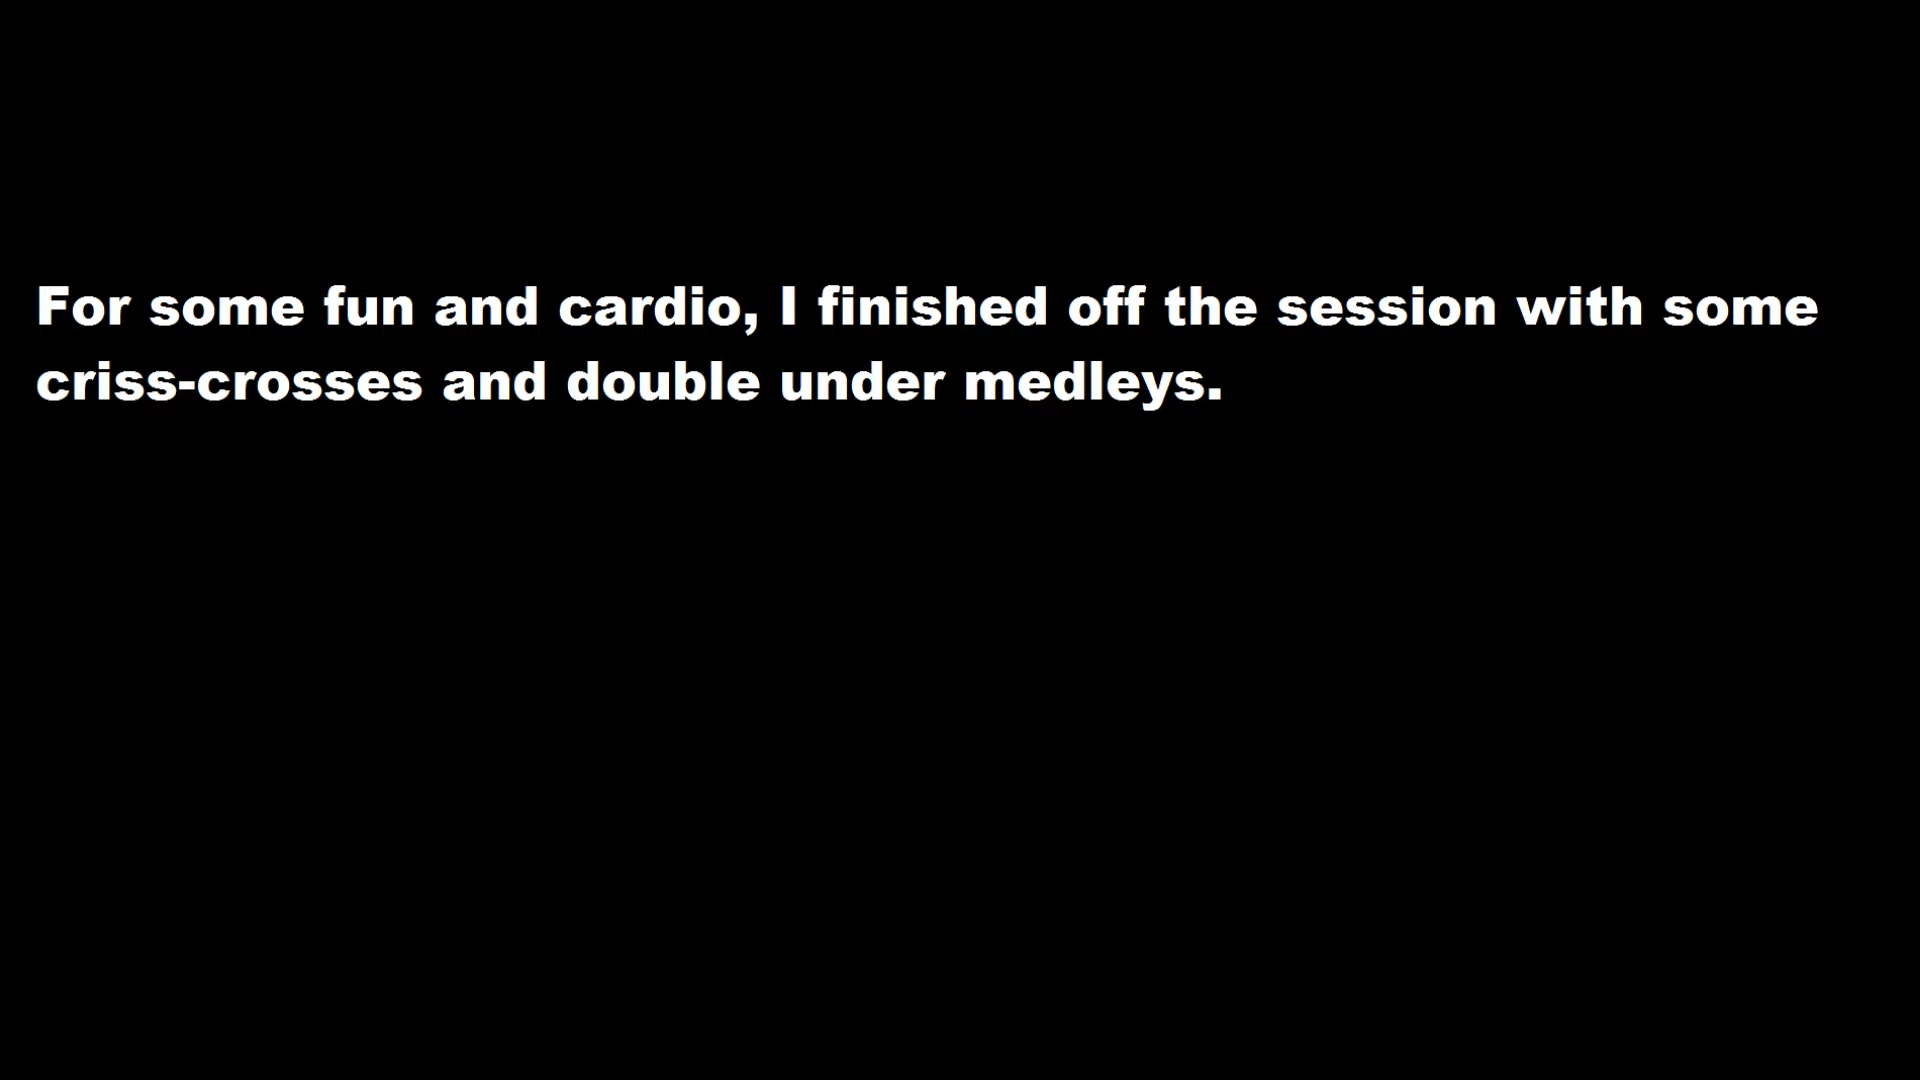 For some fun and cardio, I finished off the session with some
criss-crosses and double under medleys.